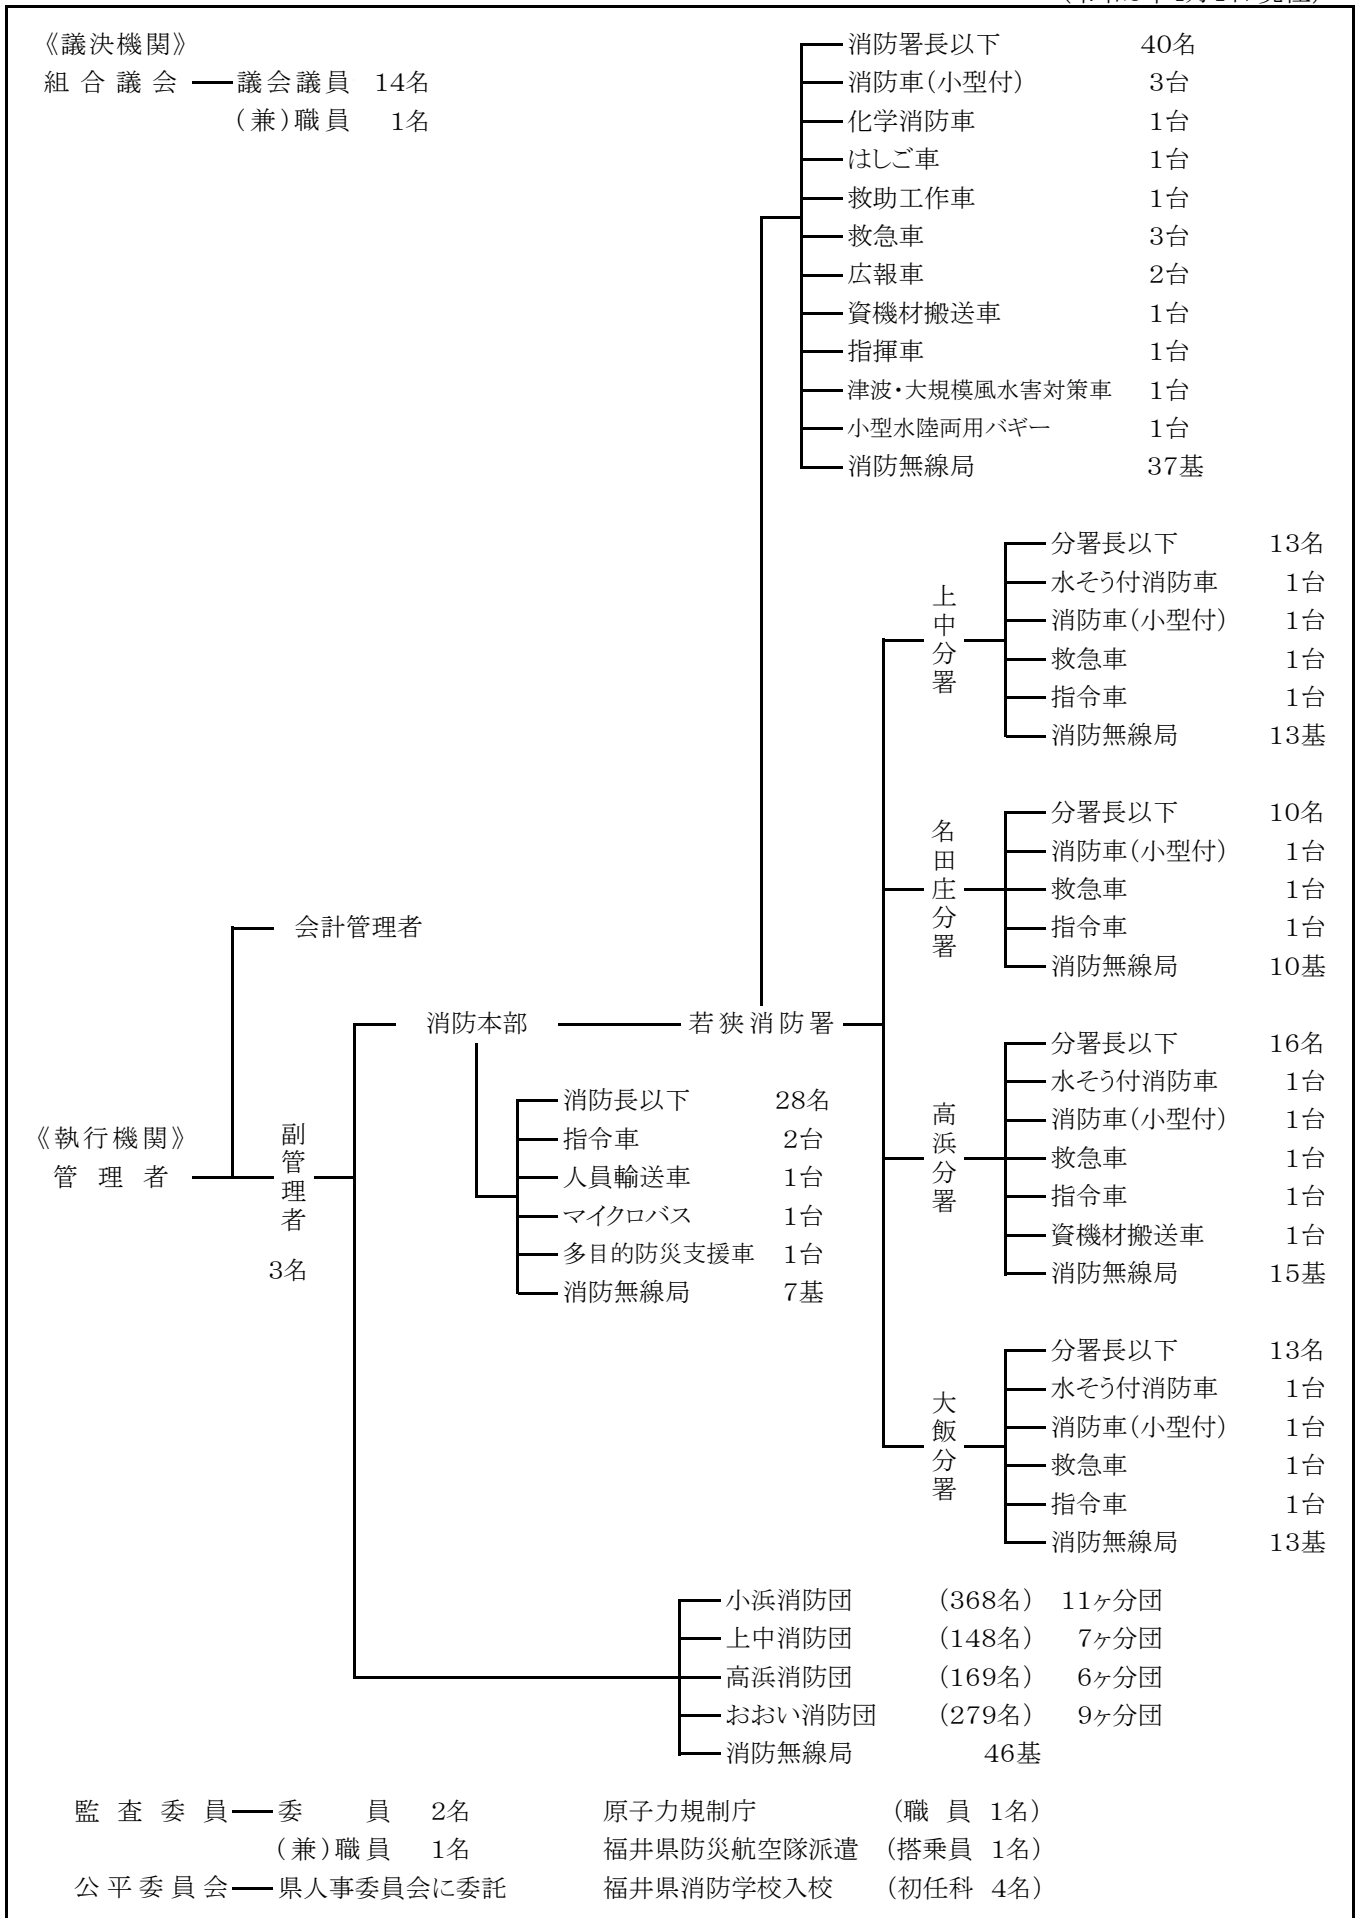 《議決機関》
組合議会 議会議員 14名
(兼)職員 1名
消防署長以下 40名
消防車(小型付) 3台
化学消防車 1台
はしご車 1台
救助工作車 1台
救急車 3台
広報車 2台
資機材搬送車 1台
指揮車 1台
津波・大規模風水害対策車 1台
小型水陸両用バギー 1台
消防無線局 37基
上中分署
分署長以下 13名
水そう付消防車 1台
消防車(小型付) 1台
救急車 1台
指令車 1台
消防無線局 13基
名田庄分署
分署長以下 10名
消防車(小型付) 1台
救急車 1台
指令車 1台
消防無線局 10基
会計管理者
消防本部 若狭消防署
消防長以下 28名
指令車 2台
人員輸送車 1台
マイクロバス 1台
多目的防災支援車 1台
消防無線局 7基
《執行機関》
管理者
副管理者
3名
高浜分署
分署長以下 16名
水そう付消防車 1台
消防車(小型付) 1台
救急車 1台
指令車 1台
資機材搬送車 1台
消防無線局 15基
大飯分署
分署長以下 13名
水そう付消防車 1台
消防車(小型付) 1台
救急車 1台
指令車 1台
消防無線局 13基
小浜消防団 (368名) 11ヶ分団
上中消防団 (148名) 7ヶ分団
高浜消防団 (169名) 6ヶ分団
おおい消防団 (279名) 9ヶ分団
消防無線局 46基
監査委員 委員 2名
(兼)職員 1名
公平委員会 県人事委員会に委託
原子力規制庁 (職員 1名)
福井県防災航空隊派遣 (搭乗員 1名)
福井県消防学校入校 (初任科 4名)